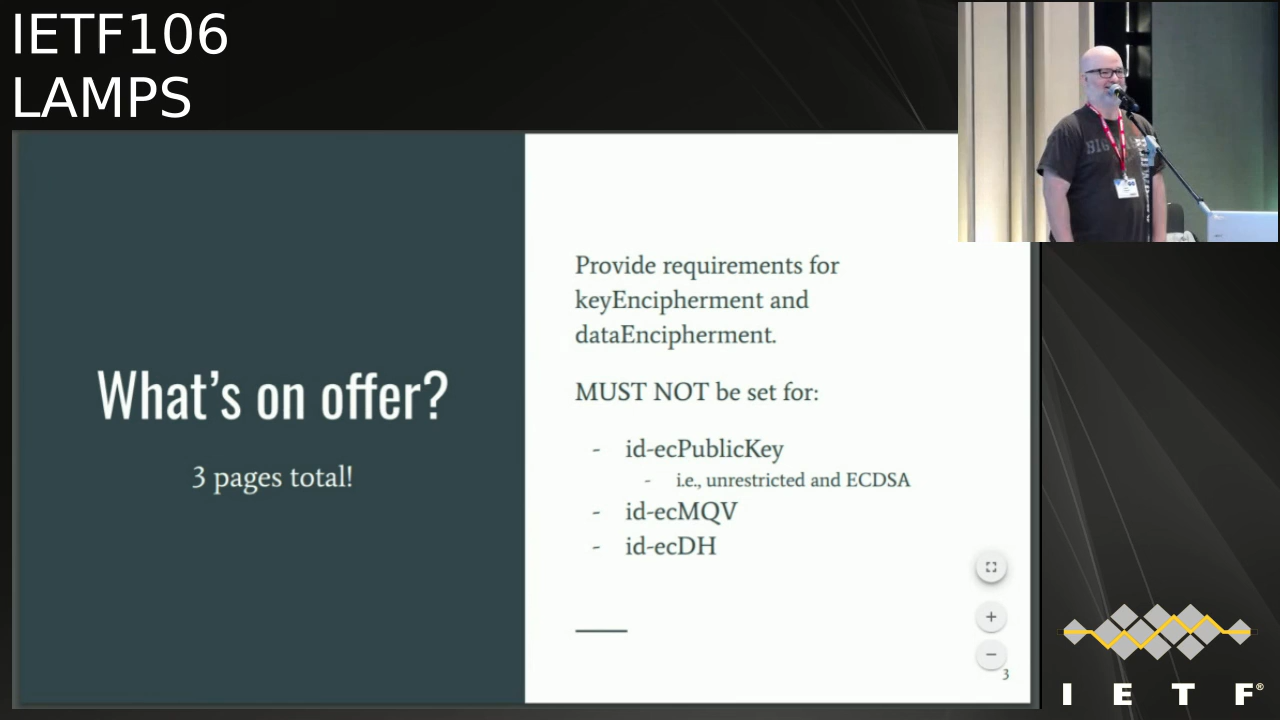 IETF106
LAMPS
What's on offer?
3 pages total!
Provide requirements for
keyEncipherment and
dataEncipherment.
MUST NOT be set for:
- id-ecPublicKey
- i.e., unrestricted and ECDSA
- id-ecMQV
- id-ecDH
3
BIG
I E T F®